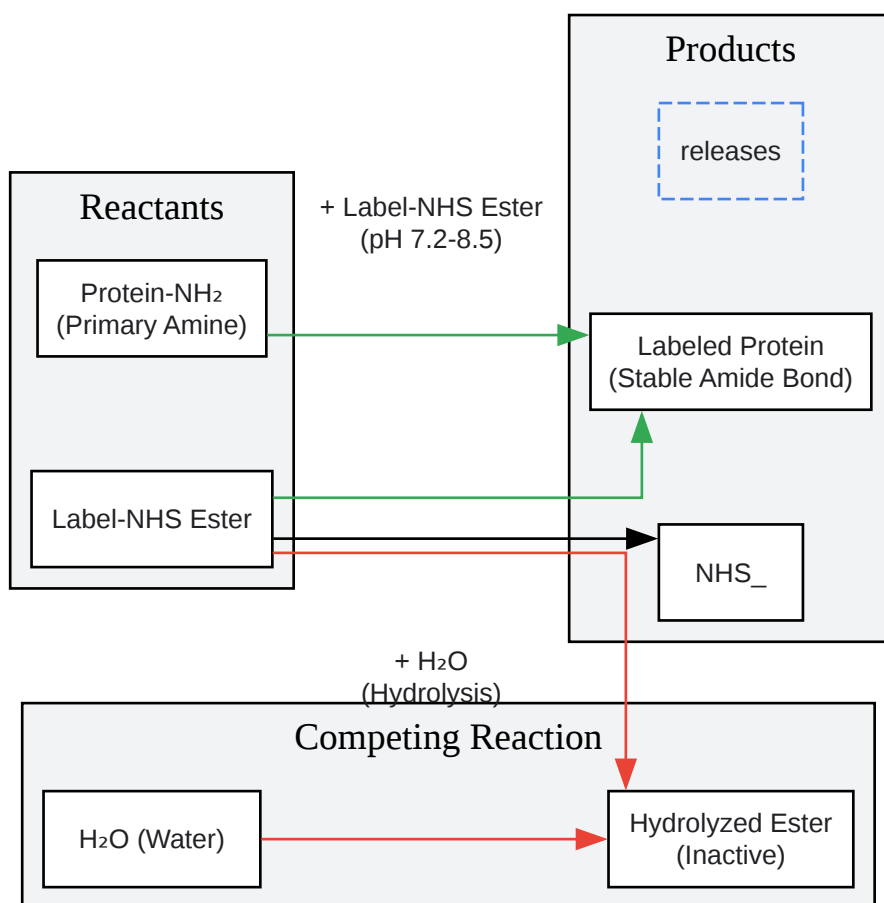 Products
releases
Reactants
+ Label-NHS Ester
(pH 7.2-8.5)
Protein-NH₂
(Primary Amine)
Labeled Protein
(Stable Amide Bond)
Label-NHS Ester
NHS_
+ H₂O
(Hydrolysis)
Competing Reaction
H₂O (Water)
Hydrolyzed Ester
(Inactive)